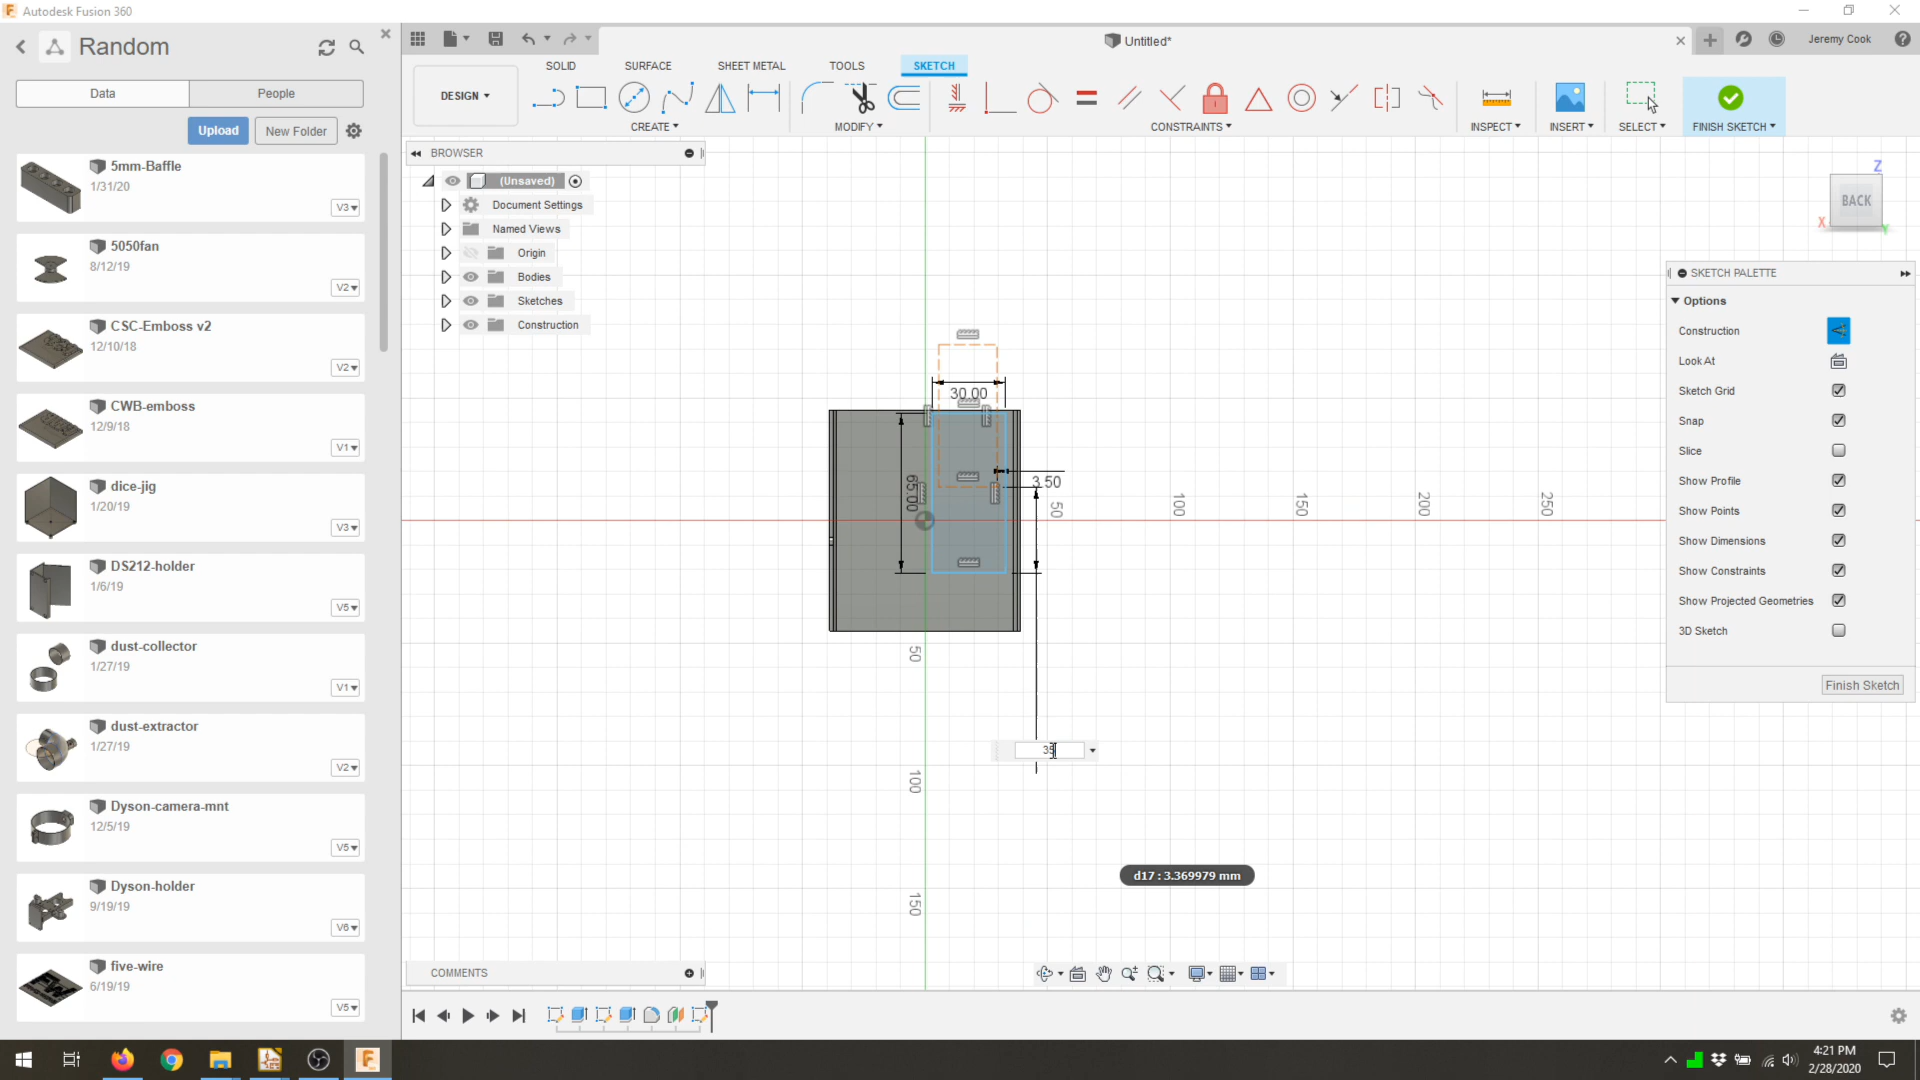 Autodesk Fusion 360
Random
Data
People
Upload
New Folder
5mm-Baffle
1/31/20
V3
5050fan
8/12/19
V2
CSC-Emboss v2
12/10/18
V2
CWB-emboss
12/9/18
V1
dice-jig
1/20/19
V3
DS212-holder
1/6/19
V5
dust-collector
1/27/19
V1
dust-extractor
1/27/19
V2
Dyson-camera-mnt
12/5/19
V5
Dyson-holder
9/19/19
V6
five-wire
6/19/19
V5
Untitled*
Jeremy Cook
SOLID
SURFACE
SHEET METAL
TOOLS
SKETCH
DESIGN
CREATE
MODIFY
CONSTRAINTS
INSPECT
INSERT
SELECT
FINISH SKETCH
BROWSER
(Unsaved)
Document Settings
Named Views
Origin
Bodies
Sketches
Construction
Z
BACK
X
Y
30.00
65.00
3.50
50
100
150
200
250
50
100
150
35
d17 : 3.369979 mm
SKETCH PALETTE
Options
Construction
Look At
Sketch Grid
Snap
Slice
Show Profile
Show Points
Show Dimensions
Show Constraints
Show Projected Geometries
3D Sketch
Finish Sketch
COMMENTS
4:21 PM
2/28/2020